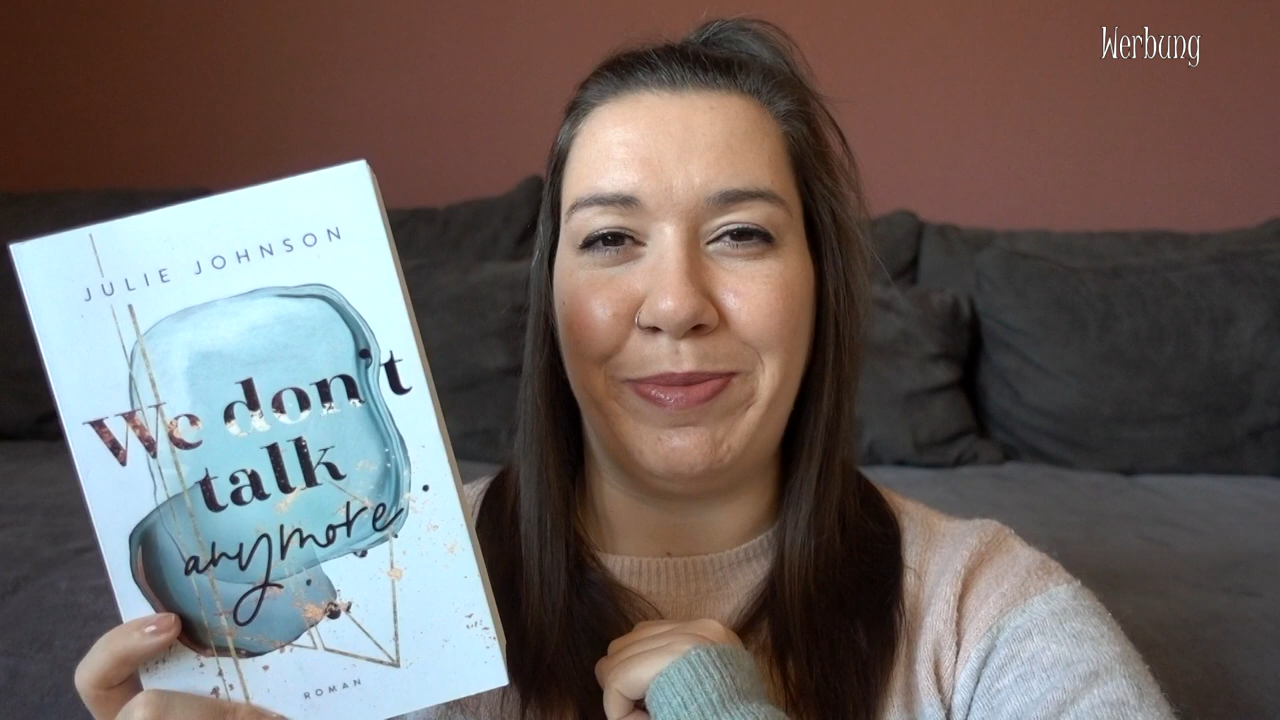 Werbung
JULIE JOHNSON
We don't
talk
anymore
ROMAN